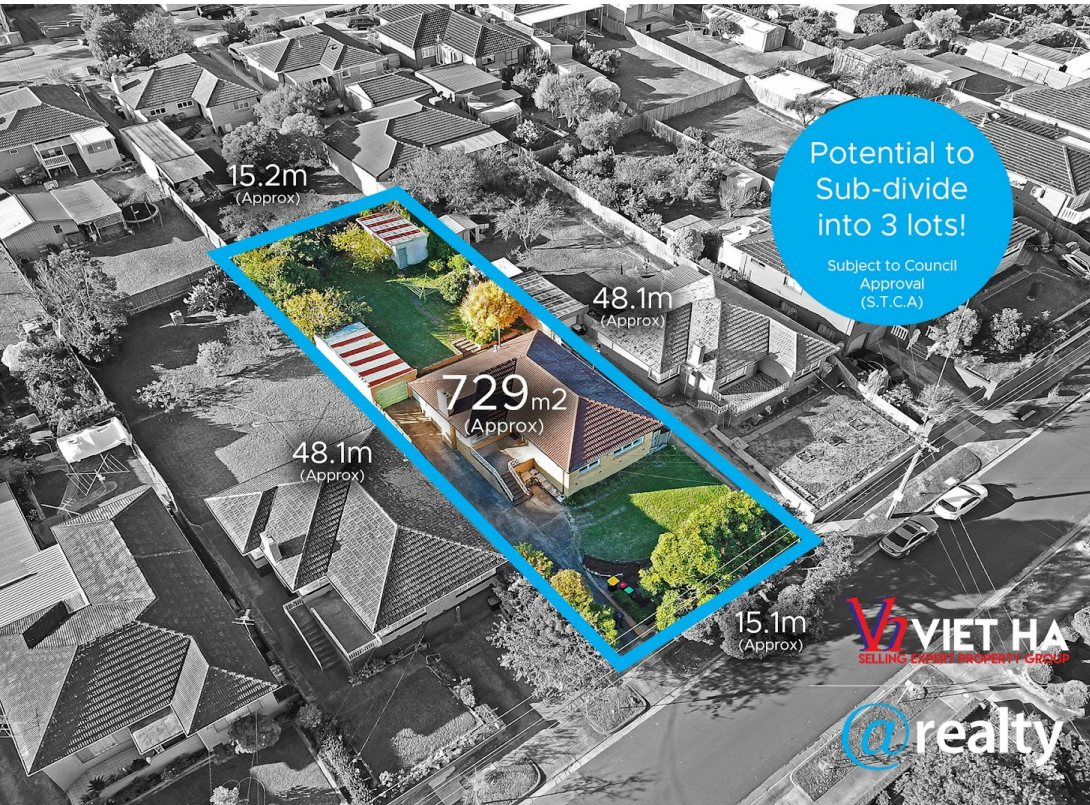 15.2m
(Approx)
Potential to
Sub-divide
into 3 lots!
Subject to Council
Approval
(S.T.C.A)
48.1m
(Approx)
729m2
(Approx)
48.1m
(Approx)
15.1m
(Approx)
Vh VIET HA
SELLING EXPERT PROPERTY GROUP
@realty